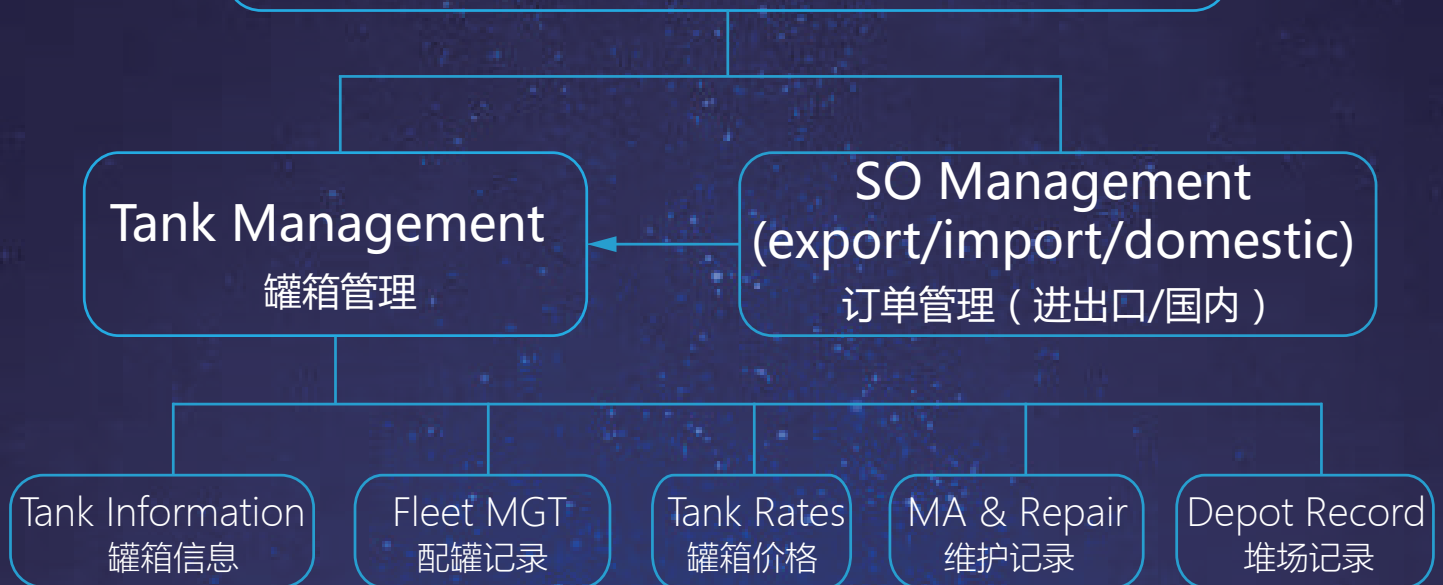 Tank Management
罐箱管理
SO Management
(export/import/domestic)
订单管理（进出口/国内）
Tank Information
罐箱信息
Fleet MGT
配罐记录
Tank Rates
罐箱价格
MA & Repair
维护记录
Depot Record
堆场记录